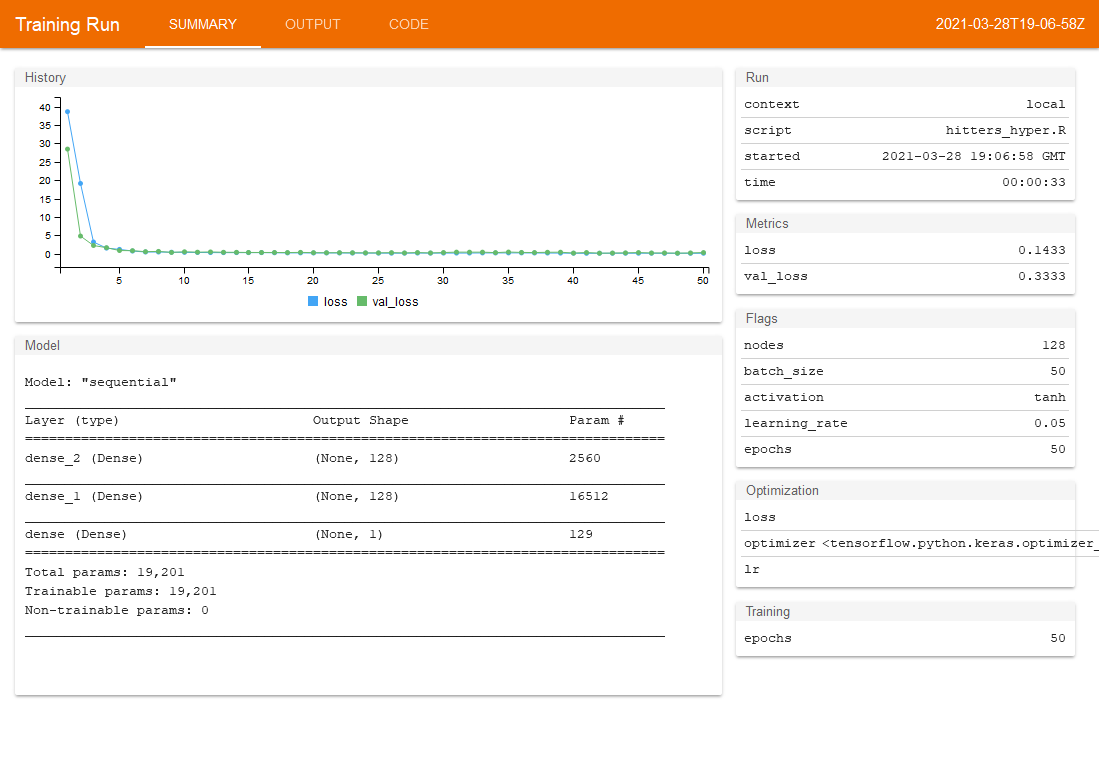 Training Run SUMMARY OUTPUT CODE 2021-03-28T19-06-58Z
History
40
35
30
25
20
15
10
5
0
5 10 15 20 25 30 35 40 45 50
loss val_loss
Model
Model: "sequential"
Layer (type) Output Shape Param #
================================================================================
dense_2 (Dense) (None, 128) 2560
dense_1 (Dense) (None, 128) 16512
dense (Dense) (None, 1) 129
================================================================================
Total params: 19,201
Trainable params: 19,201
Non-trainable params: 0
Run
context local
script hitters_hyper.R
started 2021-03-28 19:06:58 GMT
time 00:00:33
Metrics
loss 0.1433
val_loss 0.3333
Flags
nodes 128
batch_size 50
activation tanh
learning_rate 0.05
epochs 50
Optimization
loss
optimizer <tensorflow.python.keras.optimizer_
lr
Training
epochs 50